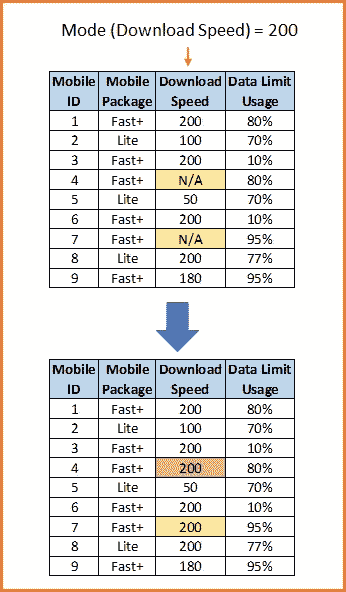 Mode (Download Speed) = 200
Mobile ID Mobile Package Download Speed Data Limit Usage
1 Fast+ 200 80%
2 Lite 100 70%
3 Fast+ 200 10%
4 Fast+ N/A 80%
5 Lite 50 70%
6 Fast+ 200 10%
7 Fast+ N/A 95%
8 Lite 200 77%
9 Fast+ 180 95%
Mobile ID Mobile Package Download Speed Data Limit Usage
1 Fast+ 200 80%
2 Lite 100 70%
3 Fast+ 200 10%
4 Fast+ 200 80%
5 Lite 50 70%
6 Fast+ 200 10%
7 Fast+ 200 95%
8 Lite 200 77%
9 Fast+ 180 95%